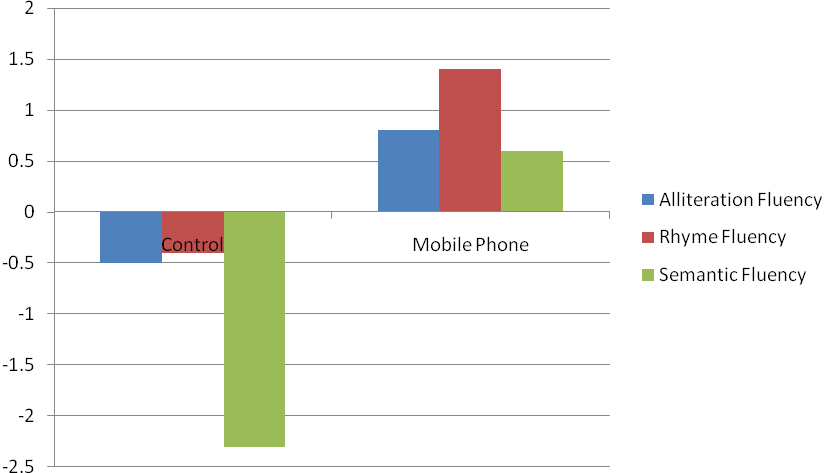 2
1.5
1
0.5
0
-0.5
-1
-1.5
-2
-2.5
Control
Mobile Phone
Alliteration Fluency
Rhyme Fluency
Semantic Fluency